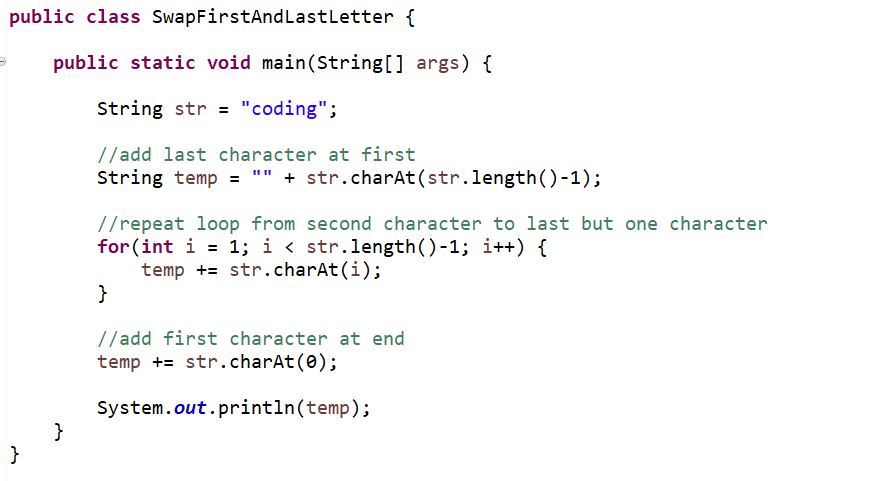 public class SwapFirstAndLastLetter {
public static void main(String[] args) {
String str = "coding";
//add last character at first
String temp = "" + str.charAt(str.length()-1);
//repeat loop from second character to last but one character
for(int i = 1; i < str.length()-1; i++) {
temp += str.charAt(i);
}
//add first character at end
temp += str.charAt(0);
System.out.println(temp);
}
}